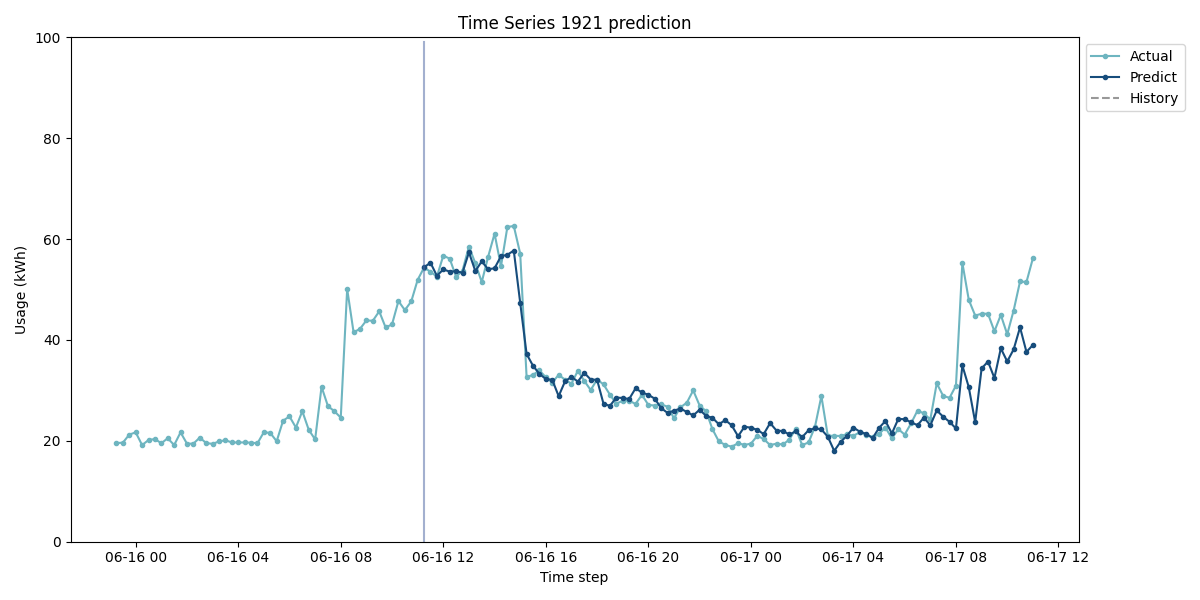 Time Series 1921 prediction
Usage (kWh)
100
80
60
40
20
0
Actual
Predict
History
06-16 00 06-16 04 06-16 08 06-16 12 06-16 16 06-16 20 06-17 00 06-17 04 06-17 08 06-17 12
Time step